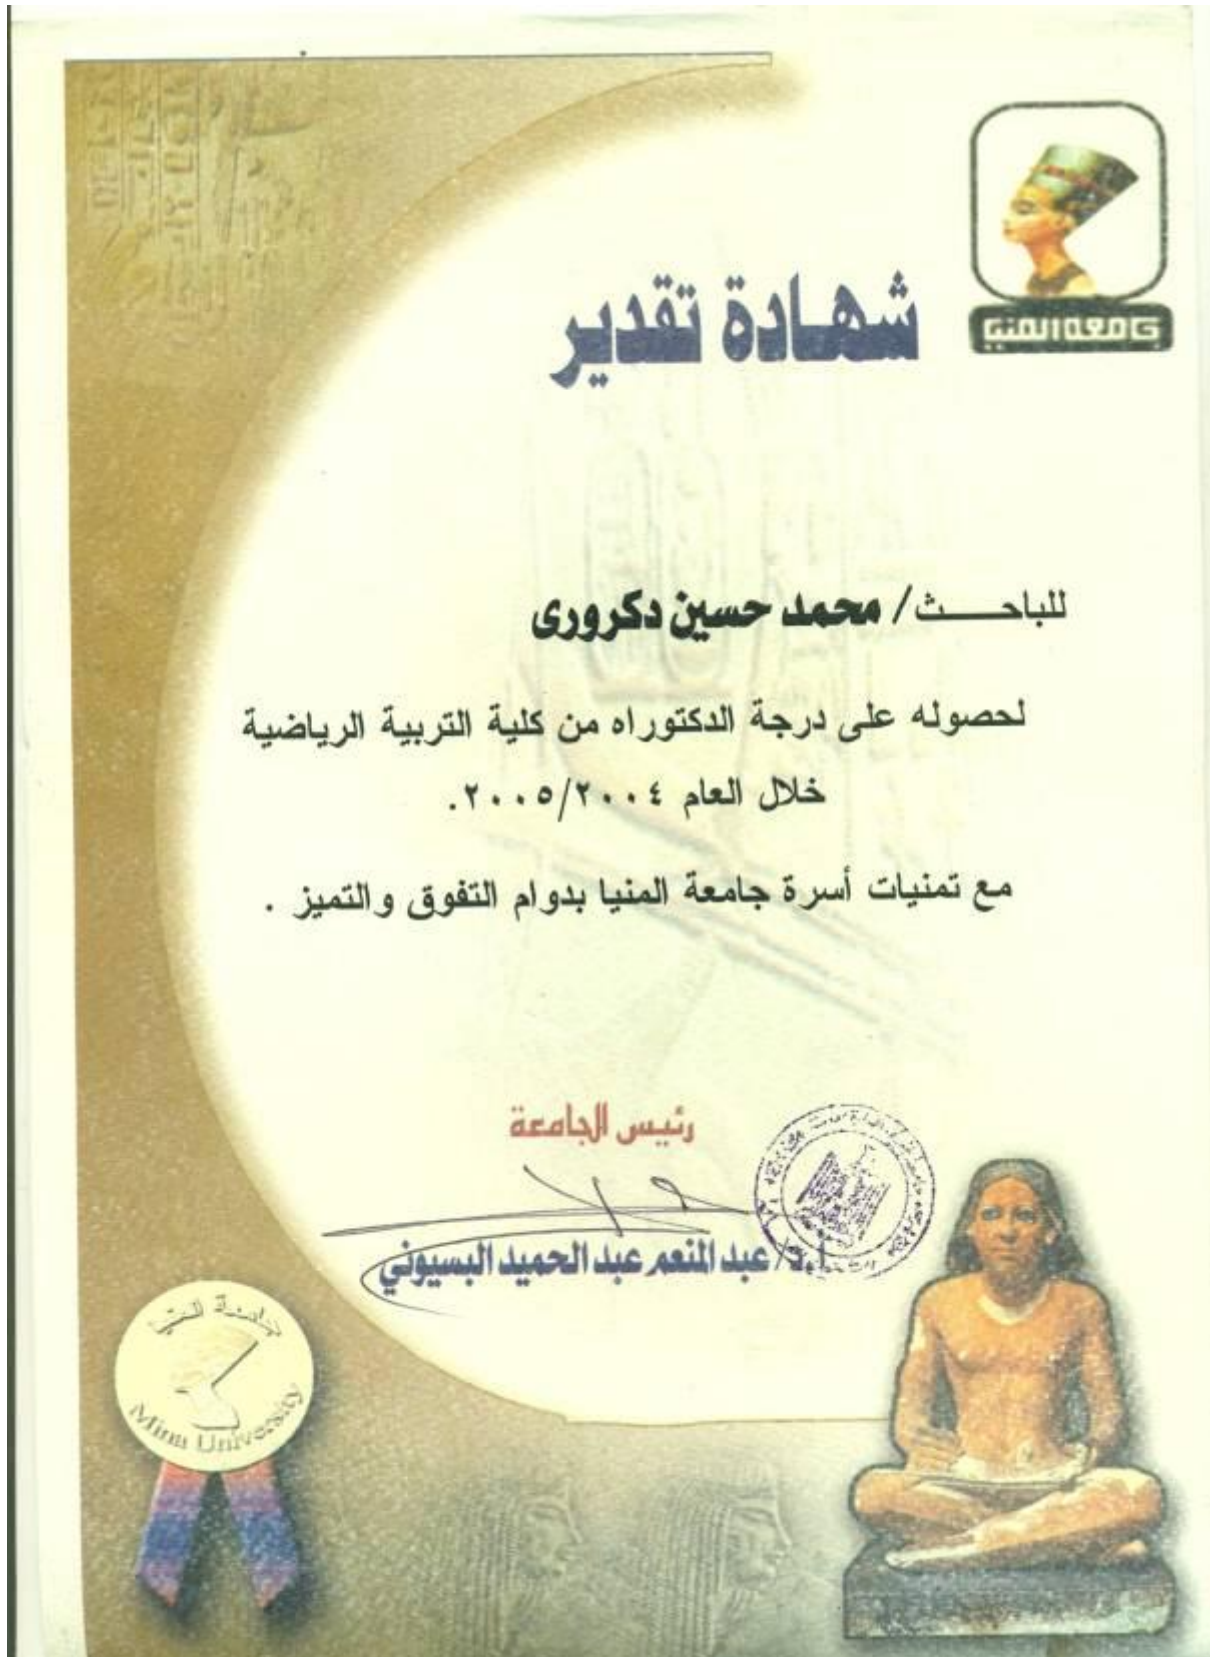 جامعة المنيا
شهادة تقدير
للباحــــث/ محمد حسين دكرورى
لحصوله على درجة الدكتوراه من كلية التربية الرياضية
خلال العام ٢٠٠٥/٢٠٠٤.
مع تمنيات أسرة جامعة المنيا بدوام التفوق والتميز .
رئيس الجامعة
أ.د/ عبد المنعم عبد الحميد البسيوني
جامعة المنيا
Minia University